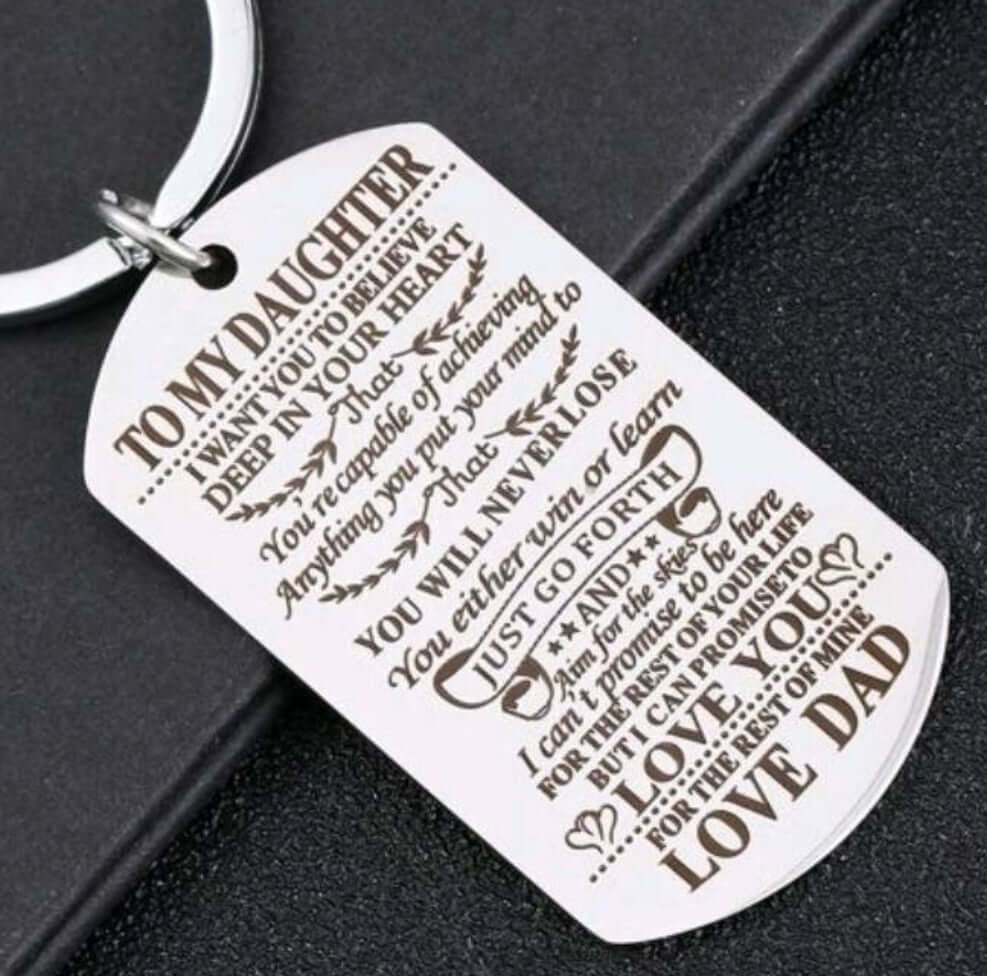 TO MY DAUGHTER
I WANT YOU TO BELIEVE
DEEP IN YOUR HEART
That
You're capable of achieving
Anything you put your mind to
That
YOU WILL NEVER LOSE
You either win or learn
JUST GO FORTH
AND
Aim for the skies
I can't promise to be here
FOR THE REST OF YOUR LIFE
BUT I CAN PROMISE TO
LOVE YOU
FOR THE REST OF MINE
LOVE DAD